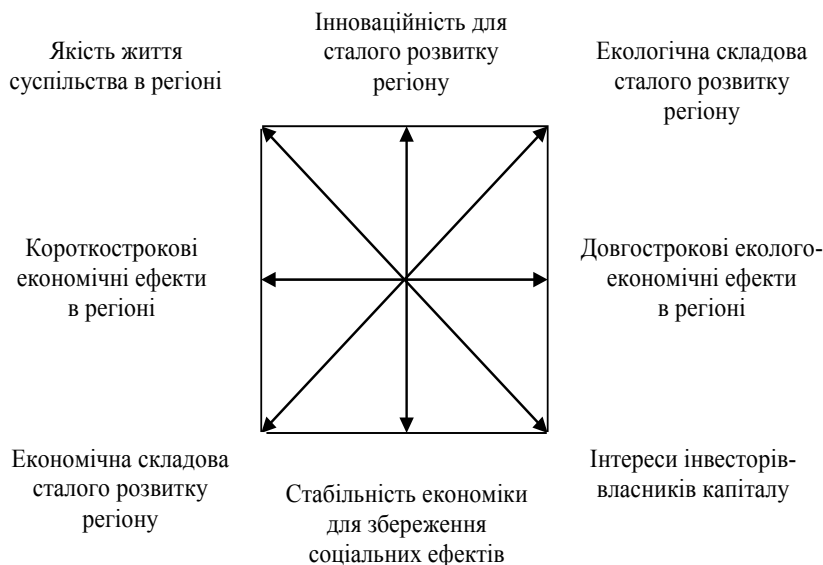 Якість життя
суспільства в регіоні
Інноваційність для
сталого розвитку
регіону
Екологічна складова
сталого розвитку
регіону
Короткострокові
економічні ефекти
в регіоні
Довгострокові еколого-
економічні ефекти
в регіоні
Економічна складова
сталого розвитку
регіону
Стабільність економіки
для збереження
соціальних ефектів
Інтереси інвесторів-
власників капіталу